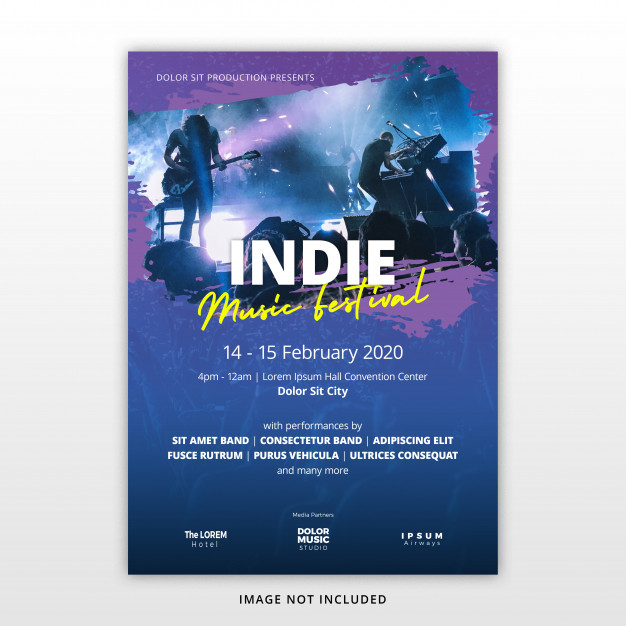 DOLOR SIT PRODUCTION PRESENTS
INDIE
Music festival
14 - 15 February 2020
4pm - 12am | Lorem Ipsum Hall Convention Center
Dolor Sit City
with performances by
SIT AMET BAND | CONSECTETUR BAND | ADIPISCING ELIT
FUSCE RUTRUM | PURUS VEHICULA | ULTRICES CONSEQUAT
and many more
Media Partners
The LOREM
Hotel
DOLOR
MUSIC
STUDIO
IPSUM
Airways
IMAGE NOT INCLUDED